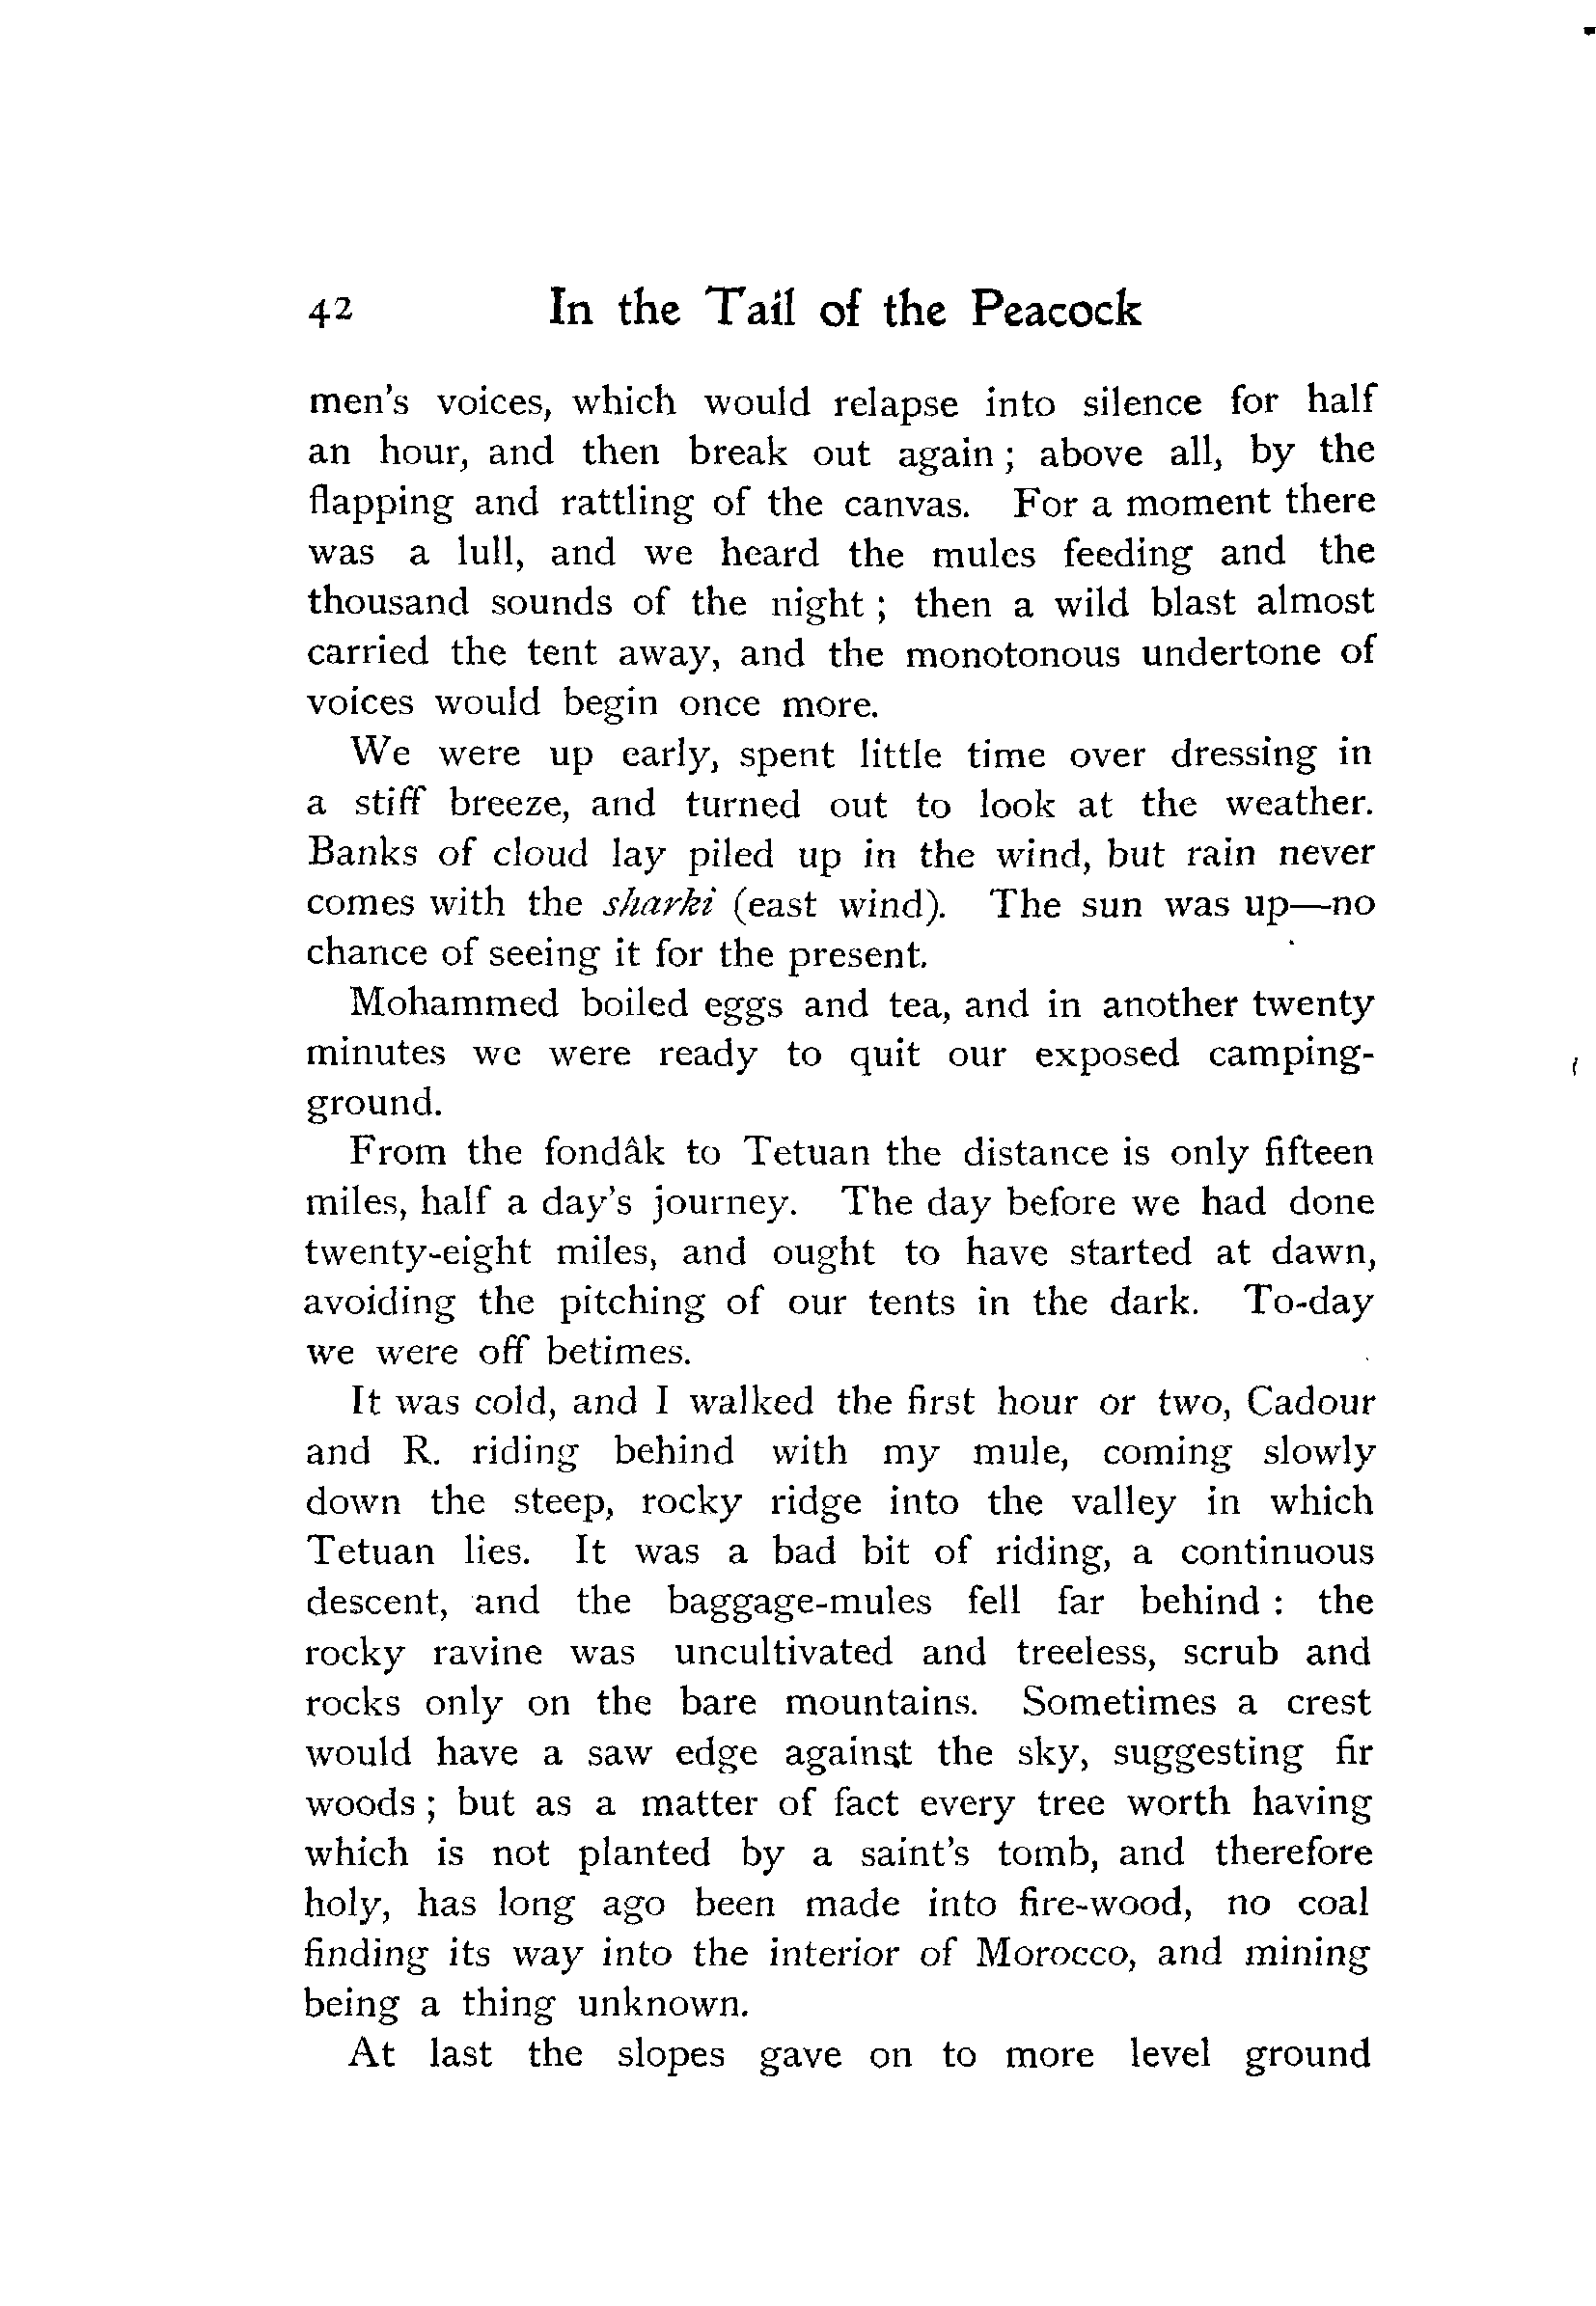 42 In the Tail of the Peacock
men's voices, which would relapse into silence for half
an hour, and then break out again ; above all, by the
flapping and rattling of the canvas. For a moment there
was a lull, and we heard the mules feeding and the
thousand sounds of the night ; then a wild blast almost
carried the tent away, and the monotonous undertone of
voices would begin once more.
We were up early, spent little time over dressing in
a stiff breeze, and turned out to look at the weather.
Banks of cloud lay piled up in the wind, but rain never
comes with the sharki (east wind). The sun was up—no
chance of seeing it for the present.
Mohammed boiled eggs and tea, and in another twenty
minutes we were ready to quit our exposed camping-
ground.
From the fondâk to Tetuan the distance is only fifteen
miles, half a day's journey. The day before we had done
twenty-eight miles, and ought to have started at dawn,
avoiding the pitching of our tents in the dark. To-day
we were off betimes.
It was cold, and I walked the first hour or two, Cadour
and R. riding behind with my mule, coming slowly
down the steep, rocky ridge into the valley in which
Tetuan lies. It was a bad bit of riding, a continuous
descent, and the baggage-mules fell far behind : the
rocky ravine was uncultivated and treeless, scrub and
rocks only on the bare mountains. Sometimes a crest
would have a saw edge against the sky, suggesting fir
woods ; but as a matter of fact every tree worth having
which is not planted by a saint's tomb, and therefore
holy, has long ago been made into fire-wood, no coal
finding its way into the interior of Morocco, and mining
being a thing unknown.
At last the slopes gave on to more level ground